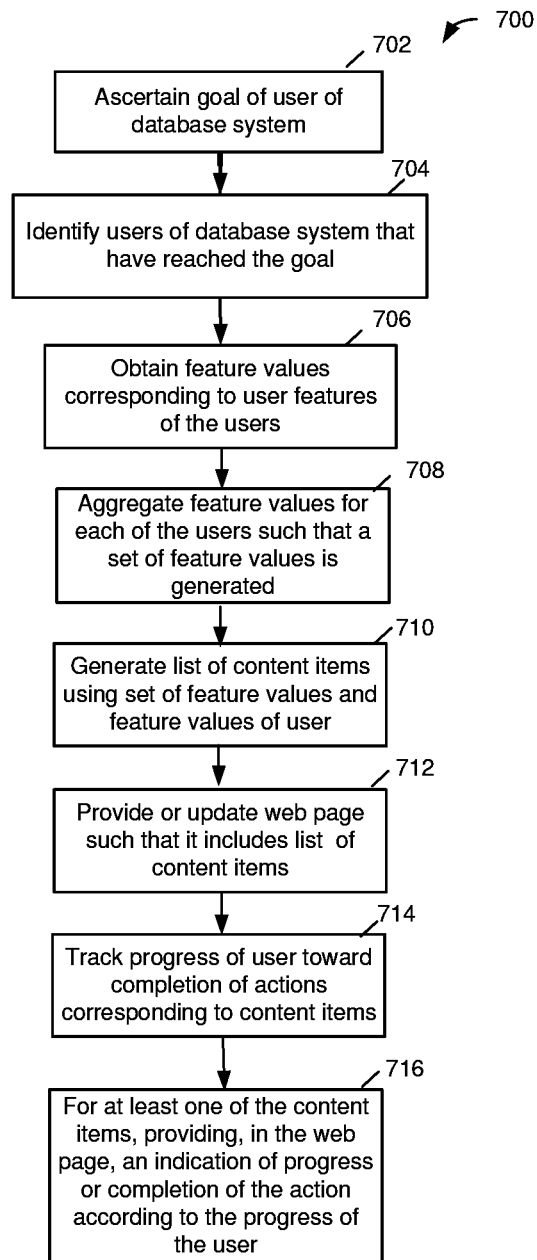 700
702
Ascertain goal of user of
database system
704
Identify users of database system that
have reached the goal
706
Obtain feature values
corresponding to user features
of the users
708
Aggregate feature values for
each of the users such that a
set of feature values is
generated
710
Generate list of content items
using set of feature values and
feature values of user
712
Provide or update web page
such that it includes list of
content items
714
Track progress of user toward
completion of actions
corresponding to content items
716
For at least one of the content
items, providing, in the web
page, an indication of progress
or completion of the action
according to the progress of
the user